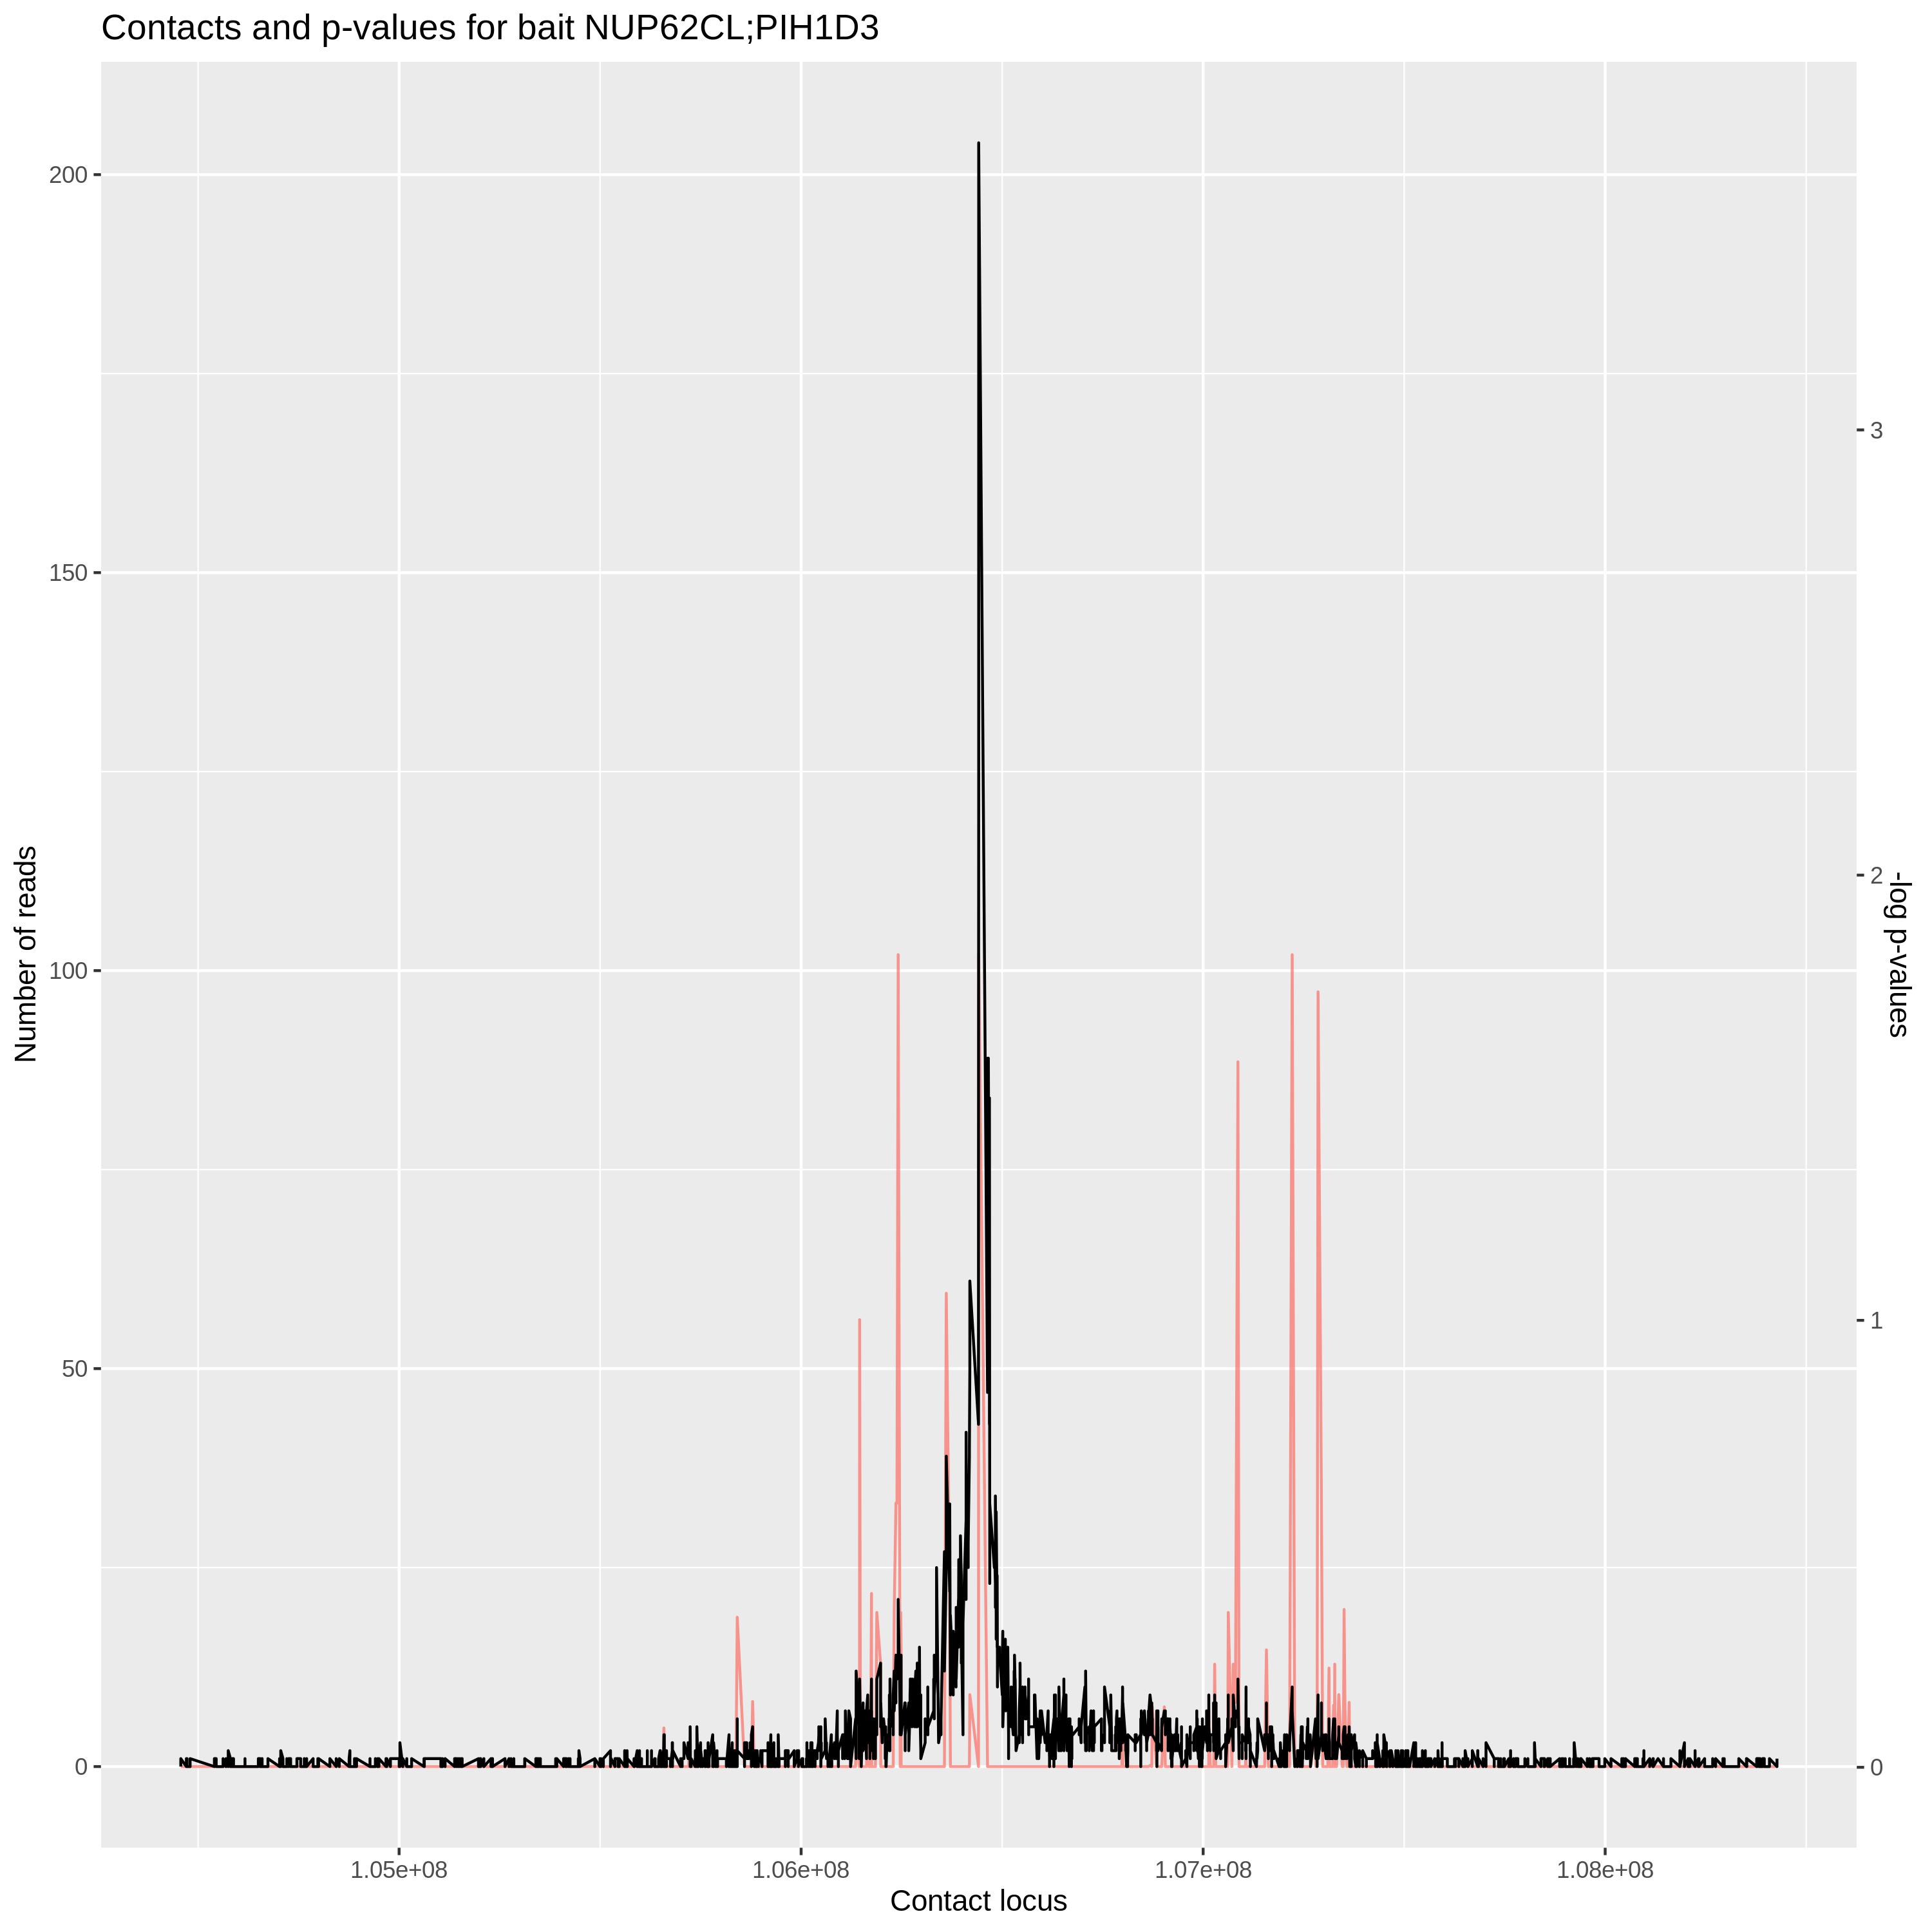 Contacts and p-values for bait NUP62CL;PIH1D3
200
150
100
50
0
Number of reads
3
2
1
0
-log p-values
1.05e+08
1.06e+08
1.07e+08
1.08e+08
Contact locus